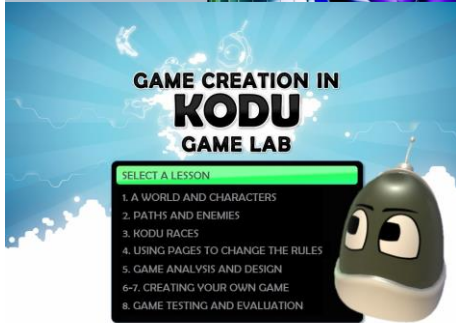 GAME CREATION IN
KODU
GAME LAB
SELECT A LESSON
1. A WORLD AND CHARACTERS
2. PATHS AND ENEMIES
3. KODU RACES
4. USING PAGES TO CHANGE THE RULES
5. GAME ANALYSIS AND DESIGN
6-7. CREATING YOUR OWN GAME
8. GAME TESTING AND EVALUATION